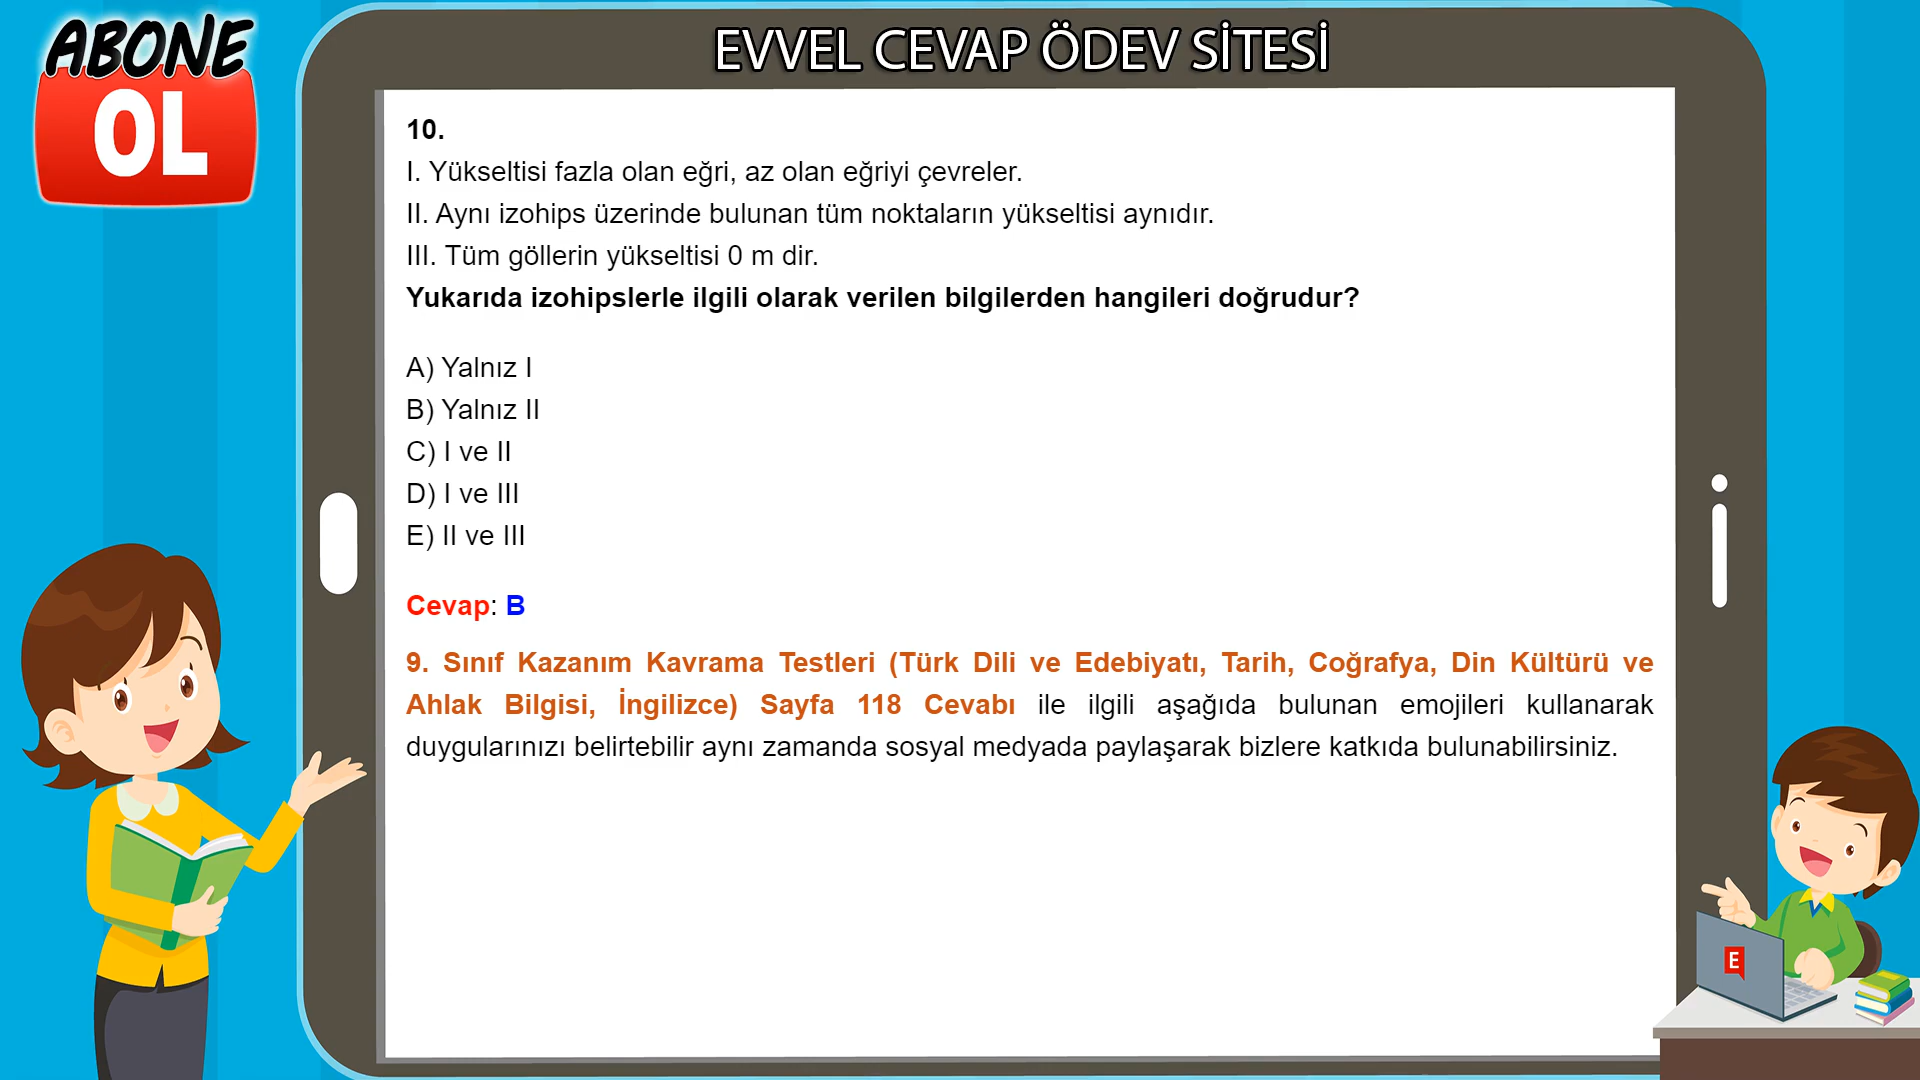 ABONE
OL
EVVEL CEVAP ÖDEV SİTESİ
10.
I. Yükseltisi fazla olan eğri, az olan eğriyi çevreler.
II. Aynı izohips üzerinde bulunan tüm noktaların yükseltisi aynıdır.
III. Tüm göllerin yükseltisi 0 m dir.
Yukarıda izohipslerle ilgili olarak verilen bilgilerden hangileri doğrudur?
A) Yalnız I
B) Yalnız II
C) I ve II
D) I ve III
E) II ve III
Cevap: B
9. Sınıf Kazanım Kavrama Testleri (Türk Dili ve Edebiyatı, Tarih, Coğrafya, Din Kültürü ve
Ahlak Bilgisi, İngilizce) Sayfa 118 Cevabı ile ilgili aşağıda bulunan emojileri kullanarak
duygularınızı belirtebilir aynı zamanda sosyal medyada paylaşarak bizlere katkıda bulunabilirsiniz.
E